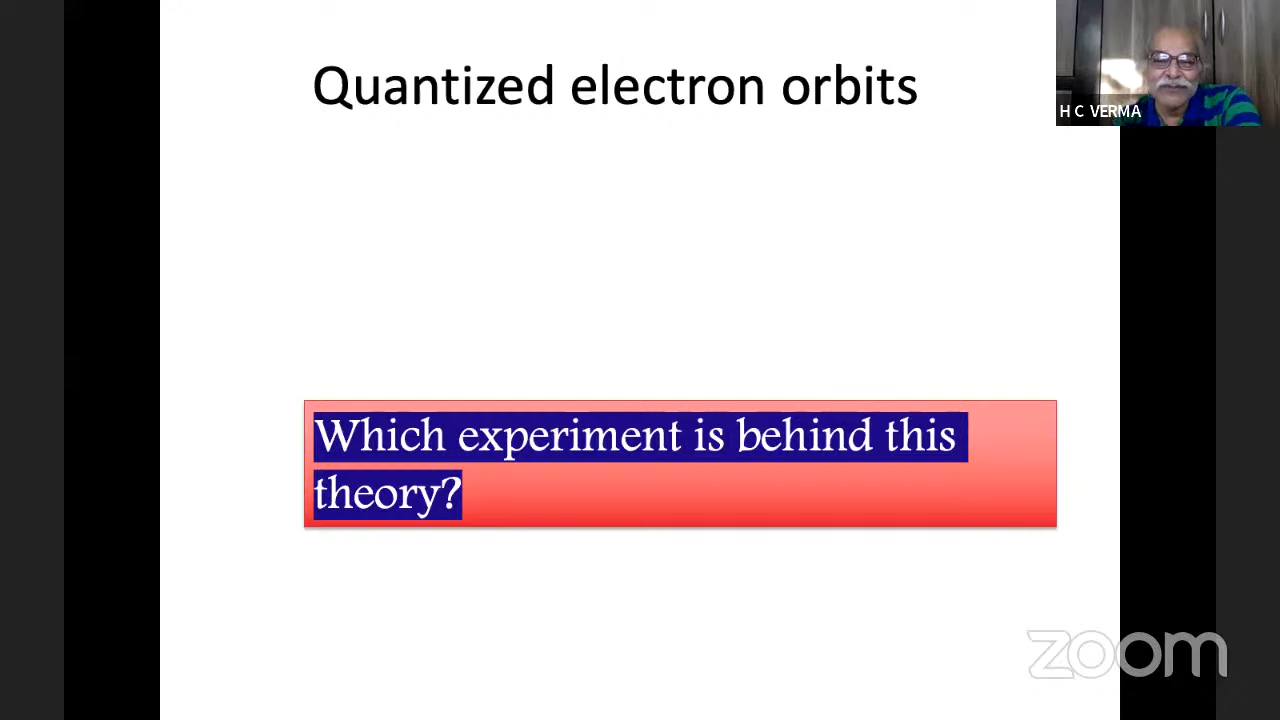 Quantized electron orbits
H C VERMA
Which experiment is behind this
theory?
zoom